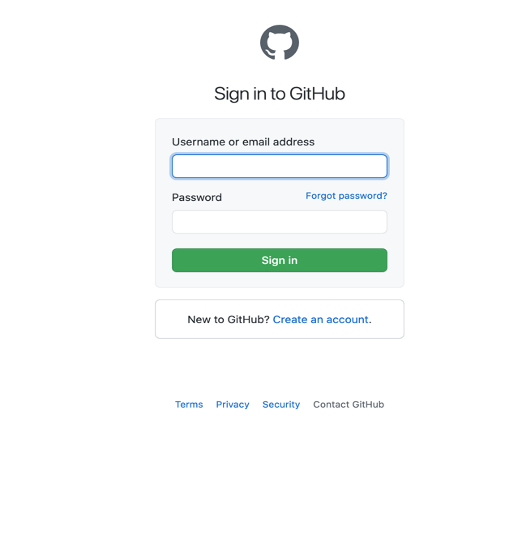 Sign in to GitHub
Username or email address
Password
Forgot password?
Sign in
New to GitHub? Create an account.
Terms Privacy Security Contact GitHub